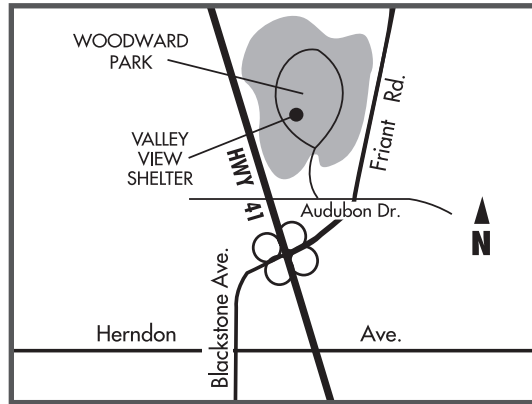 WOODWARD
PARK
VALLEY
VIEW
SHELTER
HWY 41
Friant Rd.
Audubon Dr.
N
Blackstone Ave.
Herndon Ave.